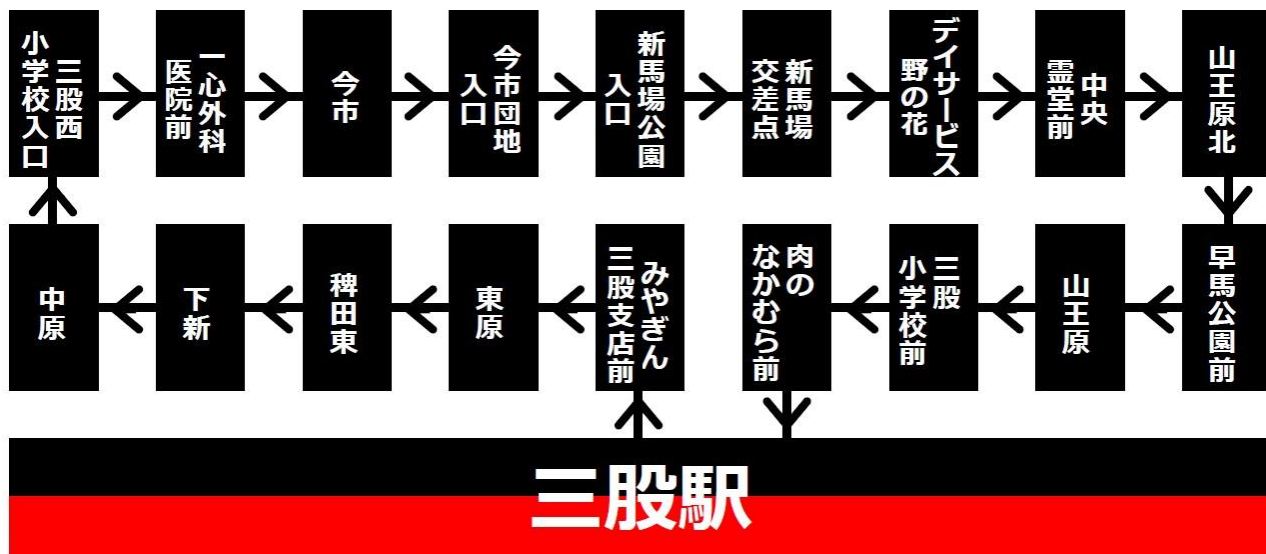 三股西
小学校入口
一心外科
医院前
今市
今市団地
入口
新馬場公園
入口
新馬場
交差点
デイサービス
野の花
中央
霊堂前
山王原北
中原
下新
稗田東
東原
みやぎん
三股支店前
肉の
なかむら前
三股
小学校前
山王原
早馬公園前
三股駅